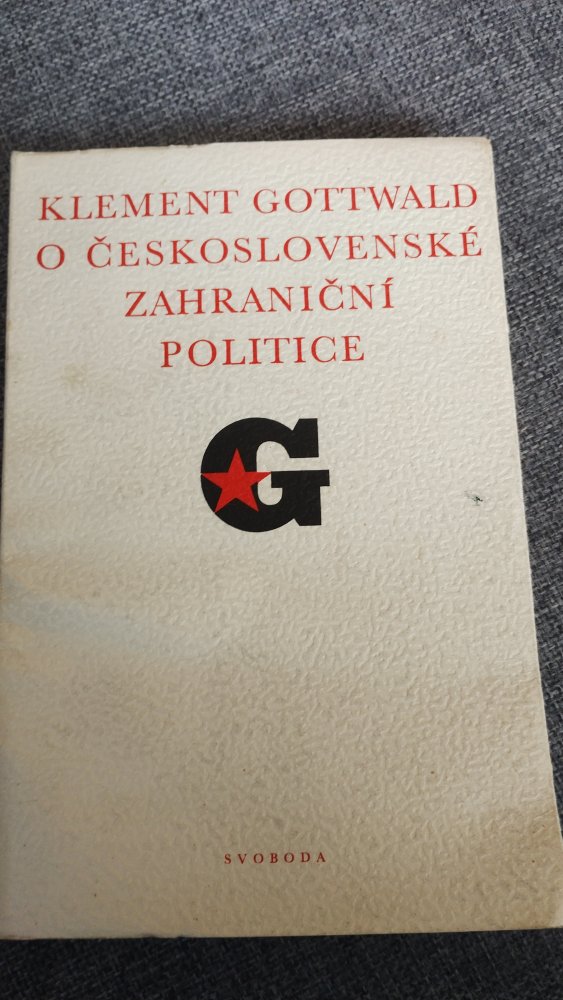 KLEMENT GOTTWALD
O ČESKOSLOVENSKÉ
ZAHRANIČNÍ
POLITICE
G
SVOBODA